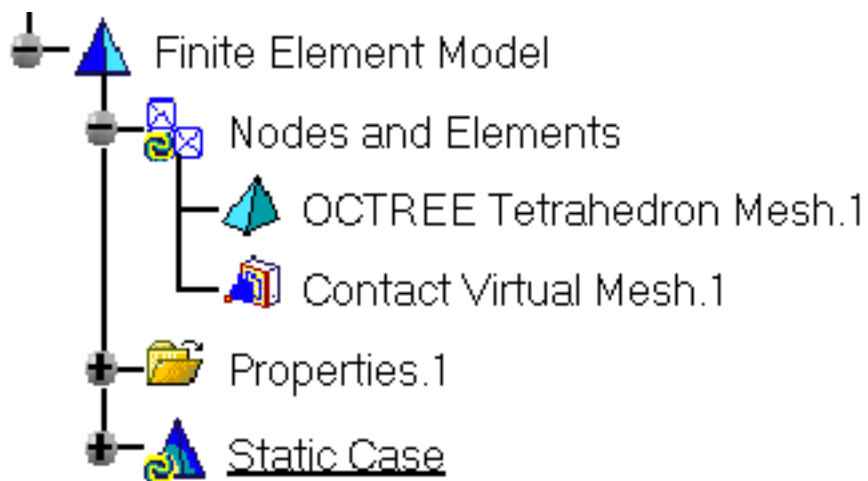 Finite Element Model
Nodes and Elements
OCTREE Tetrahedron Mesh.1
Contact Virtual Mesh.1
Properties.1
Static Case